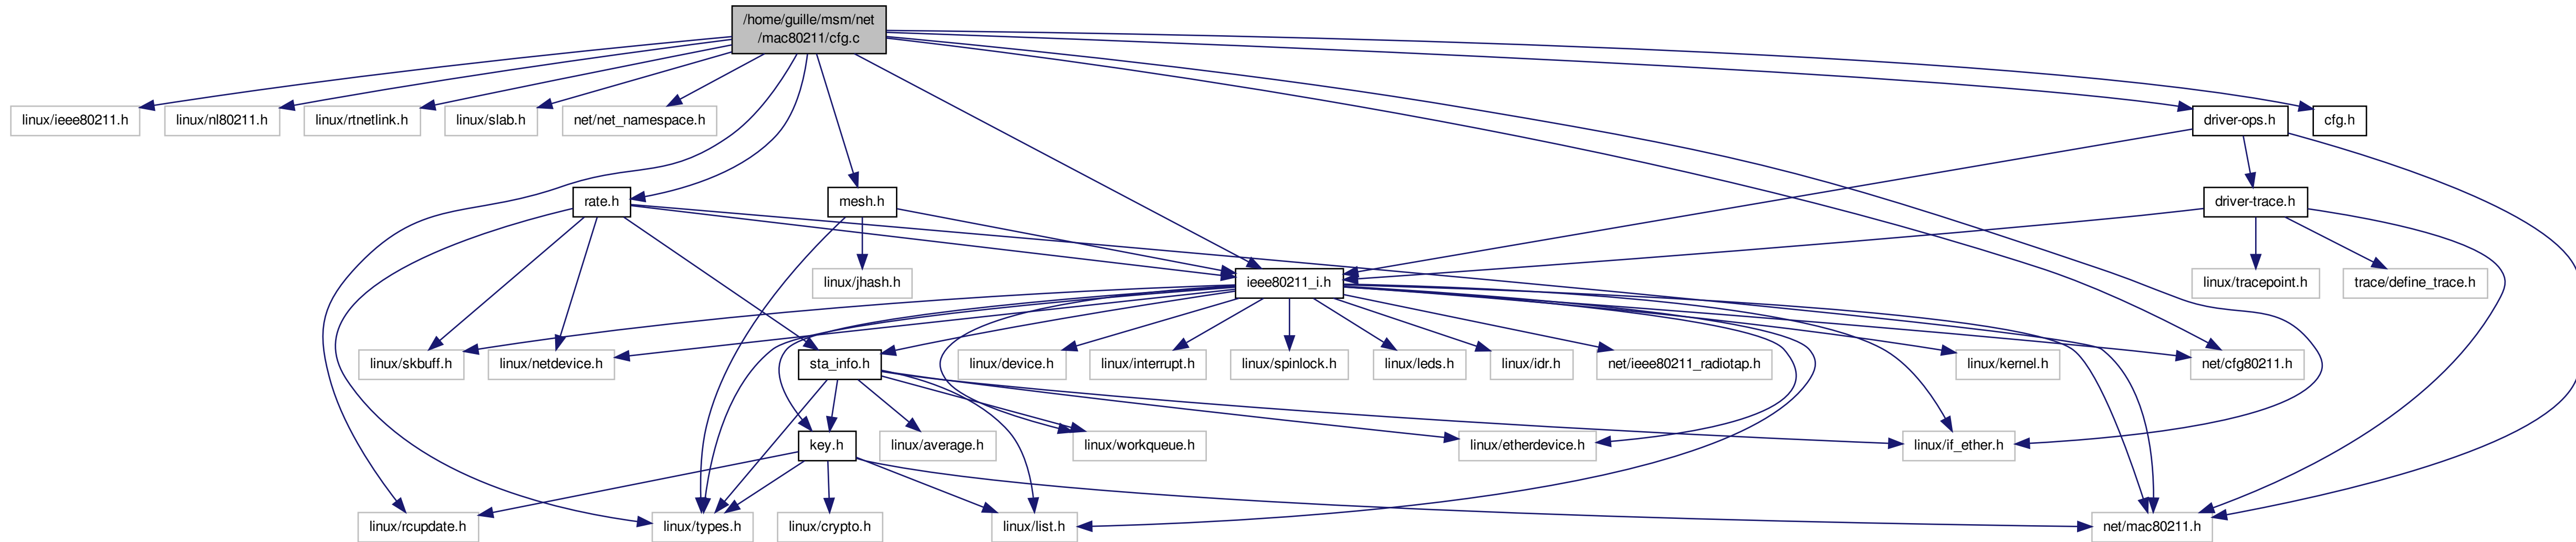 /home/guille/msm/net
/mac80211/cfg.c
linux/ieee80211.h
linux/nl80211.h
linux/rtnetlink.h
linux/slab.h
net/net_namespace.h
driver-ops.h
cfg.h
rate.h
mesh.h
driver-trace.h
linux/jhash.h
ieee80211_i.h
linux/tracepoint.h
trace/define_trace.h
linux/skbuff.h
linux/netdevice.h
sta_info.h
linux/device.h
linux/interrupt.h
linux/spinlock.h
linux/leds.h
linux/idr.h
net/ieee80211_radiotap.h
linux/kernel.h
net/cfg80211.h
key.h
linux/average.h
linux/workqueue.h
linux/etherdevice.h
linux/if_ether.h
linux/rcupdate.h
linux/types.h
linux/crypto.h
linux/list.h
net/mac80211.h